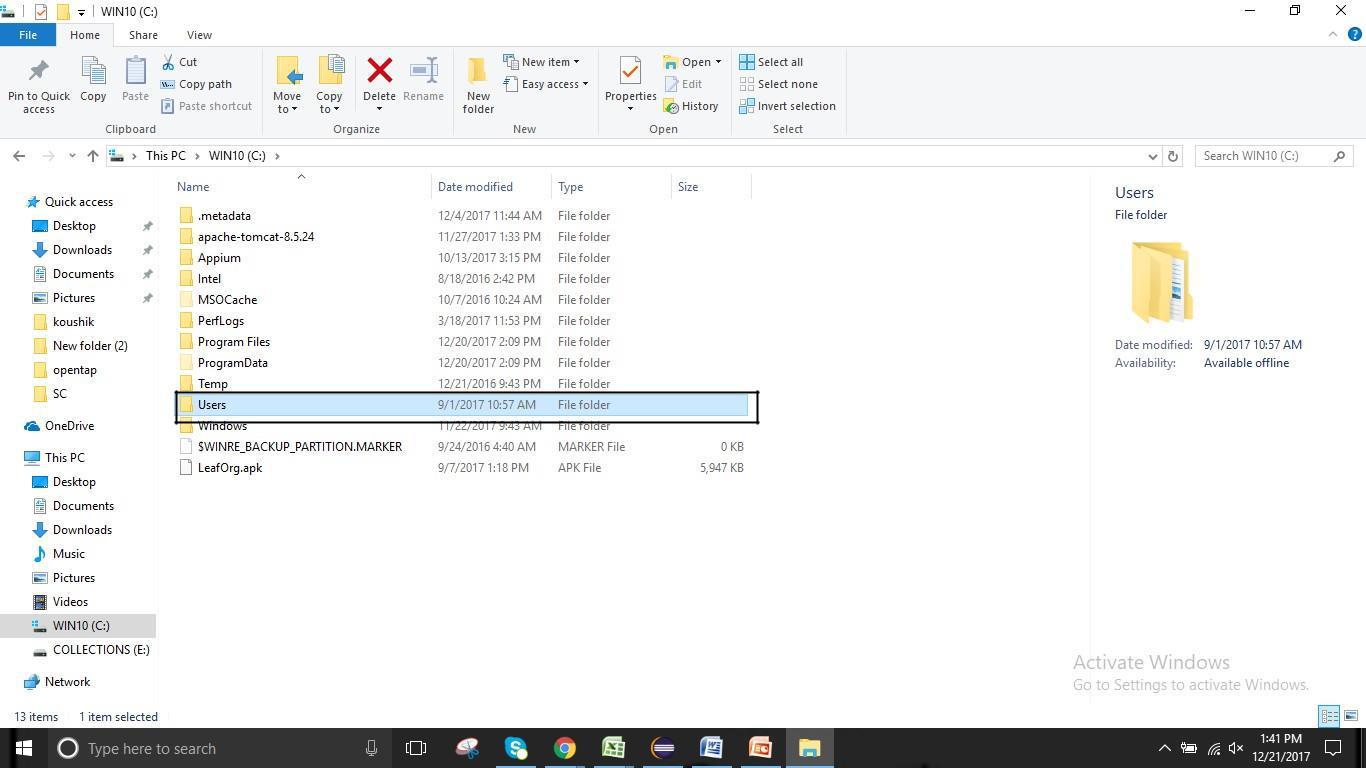 WIN10 (C:)
File Home Share View
Pin to Quick access
Copy
Paste
Cut
Copy path
Paste shortcut
Clipboard
Move to
Copy to
Delete
Rename
Organize
New folder
New item
Easy access
New
Properties
Open
Edit
History
Open
Select all
Select none
Invert selection
Select
This PC > WIN10 (C:) >
Search WIN10 (C:)
Quick access
Desktop
Downloads
Documents
Pictures
koushik
New folder (2)
opentap
SC
OneDrive
This PC
Desktop
Documents
Downloads
Music
Pictures
Videos
WIN10 (C:)
COLLECTIONS (E:)
Network
Name Date modified Type Size
.metadata 12/4/2017 11:44 AM File folder
apache-tomcat-8.5.24 11/27/2017 1:33 PM File folder
Appium 10/13/2017 3:15 PM File folder
Intel 8/18/2016 2:42 PM File folder
MSOCache 10/7/2016 10:24 AM File folder
PerfLogs 3/18/2017 11:53 PM File folder
Program Files 12/20/2017 2:09 PM File folder
ProgramData 12/20/2017 2:09 PM File folder
Temp 12/21/2016 9:43 PM File folder
Users 9/1/2017 10:57 AM File folder
Windows 11/22/2017 9:43 AM File folder
$WINRE_BACKUP_PARTITION.MARKER 9/24/2016 4:40 AM MARKER File 0 KB
LeafOrg.apk 9/7/2017 1:18 PM APK File 5,947 KB
Users
File folder
Date modified: 9/1/2017 10:57 AM
Availability: Available offline
Activate Windows
Go to Settings to activate Windows.
13 items 1 item selected
Type here to search
1:41 PM
12/21/2017